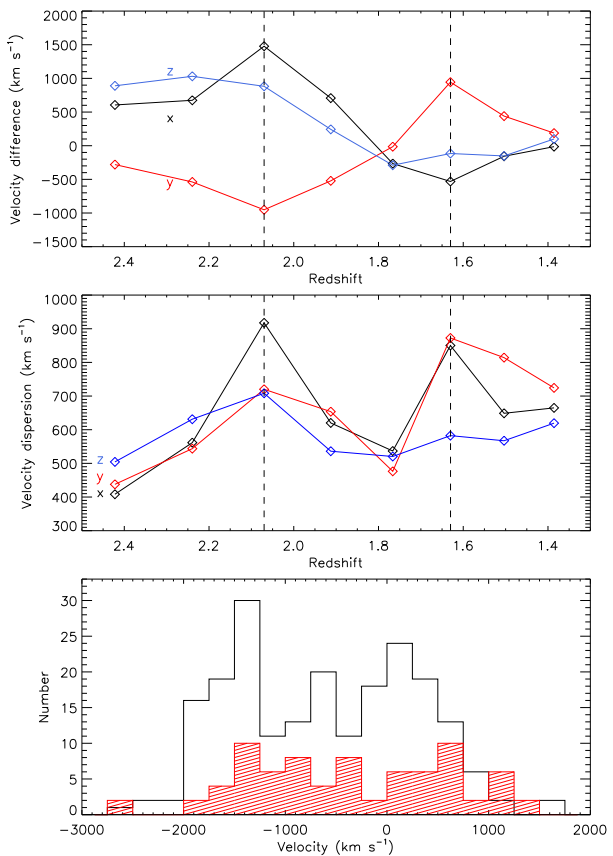 Velocity difference (km s⁻¹)
1500
1000
500
0
−500
−1000
−1500
z
x
y
2.4 2.2 2.0 1.8 1.6 1.4
Redshift
Velocity dispersion (km s⁻¹)
1000
900
800
700
600
500
400
300
z
y
x
2.4 2.2 2.0 1.8 1.6 1.4
Redshift
Number
30
25
20
15
10
5
0
−3000 −2000 −1000 0 1000 2000
Velocity (km s⁻¹)